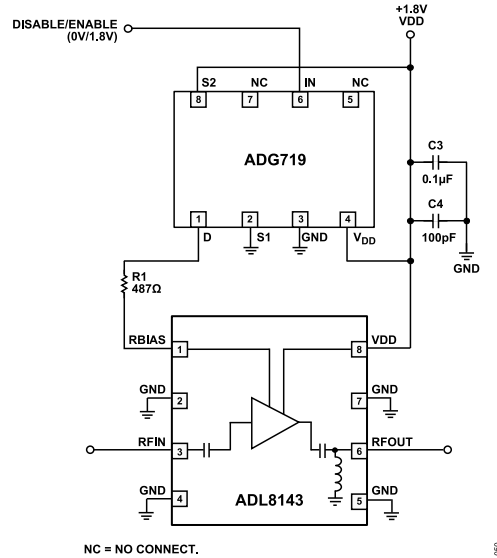 +1.8V
VDD
DISABLE/ENABLE
(0V/1.8V)
S2 NC IN NC
8 7 6 5
ADG719
C3
0.1µF
1 2 3 4
D S1 GND VDD
C4
100pF
GND
R1
487Ω
RBIAS 1 8 VDD
GND 2 7 GND
RFIN 3 6 RFOUT
GND 4 5 GND
ADL8143
NC = NO CONNECT.